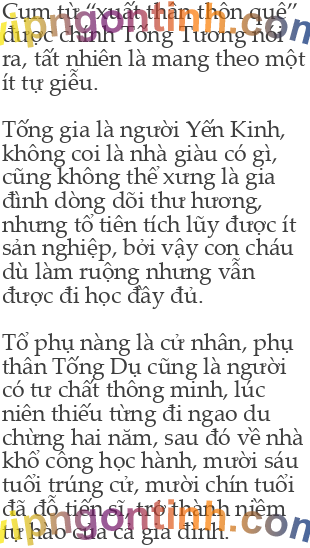 Cụm từ “xuất thân thôn quê”
được chính Tống Tương nói
ra, tất nhiên là mang theo một
ít tự giễu.
Tống gia là người Yến Kinh,
không coi là nhà giàu có gì,
cũng không thể xưng là gia
đình dòng dõi thư hương,
nhưng tổ tiên tích lũy được ít
sản nghiệp, bởi vậy con cháu
dù làm ruộng nhưng vẫn
được đi học đầy đủ.
Tổ phụ nàng là cử nhân, phụ
thân Tống Dụ cũng là người
có tư chất thông minh, lúc
niên thiếu từng đi ngao du
chừng hai năm, sau đó về nhà
khổ công học hành, mười sáu
tuổi trúng cử, mười chín tuổi
đã đỗ tiến sĩ, trở thành niềm
tự hào của cả gia đình.
vipngontinh.com
vipngontinh.com